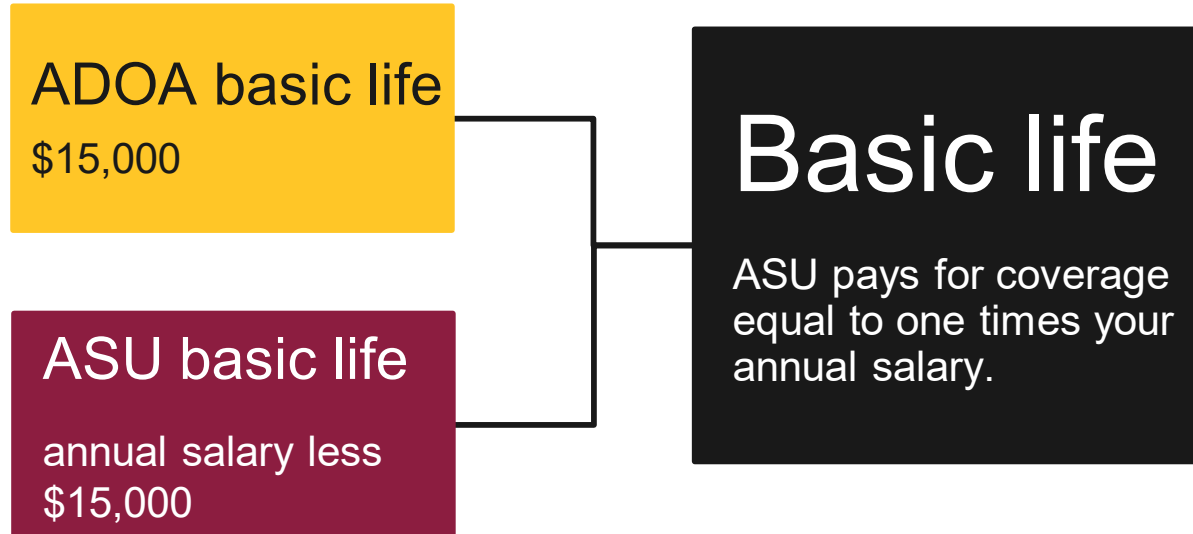 ADOA basic life
$15,000
ASU basic life
annual salary less
$15,000
Basic life
ASU pays for coverage
equal to one times your
annual salary.